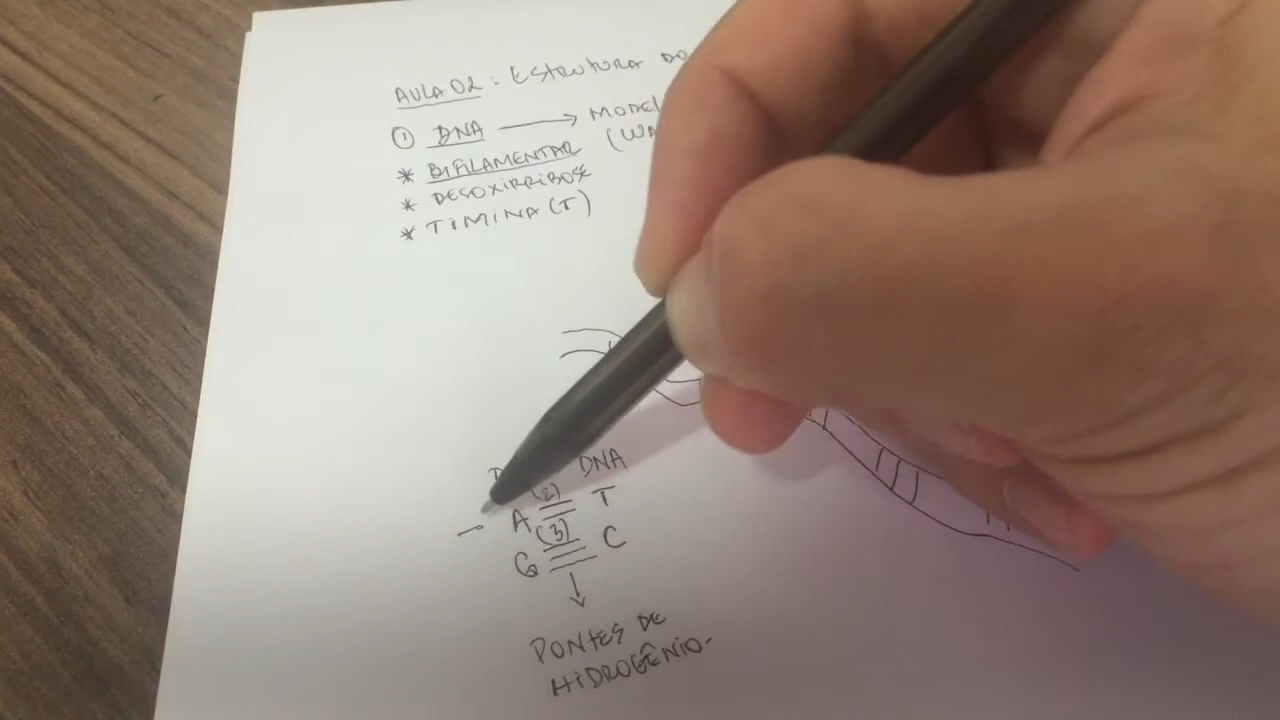 AULA 02: ESTRUTURA DO
① DNA → MODEL
* BIFILAMENTAR (WA
* DESOXIRRIBOSE
* TIMINA (T)
DNA
A (2) T
G (3) C
PONTES DE
HIDROGÊNIO.